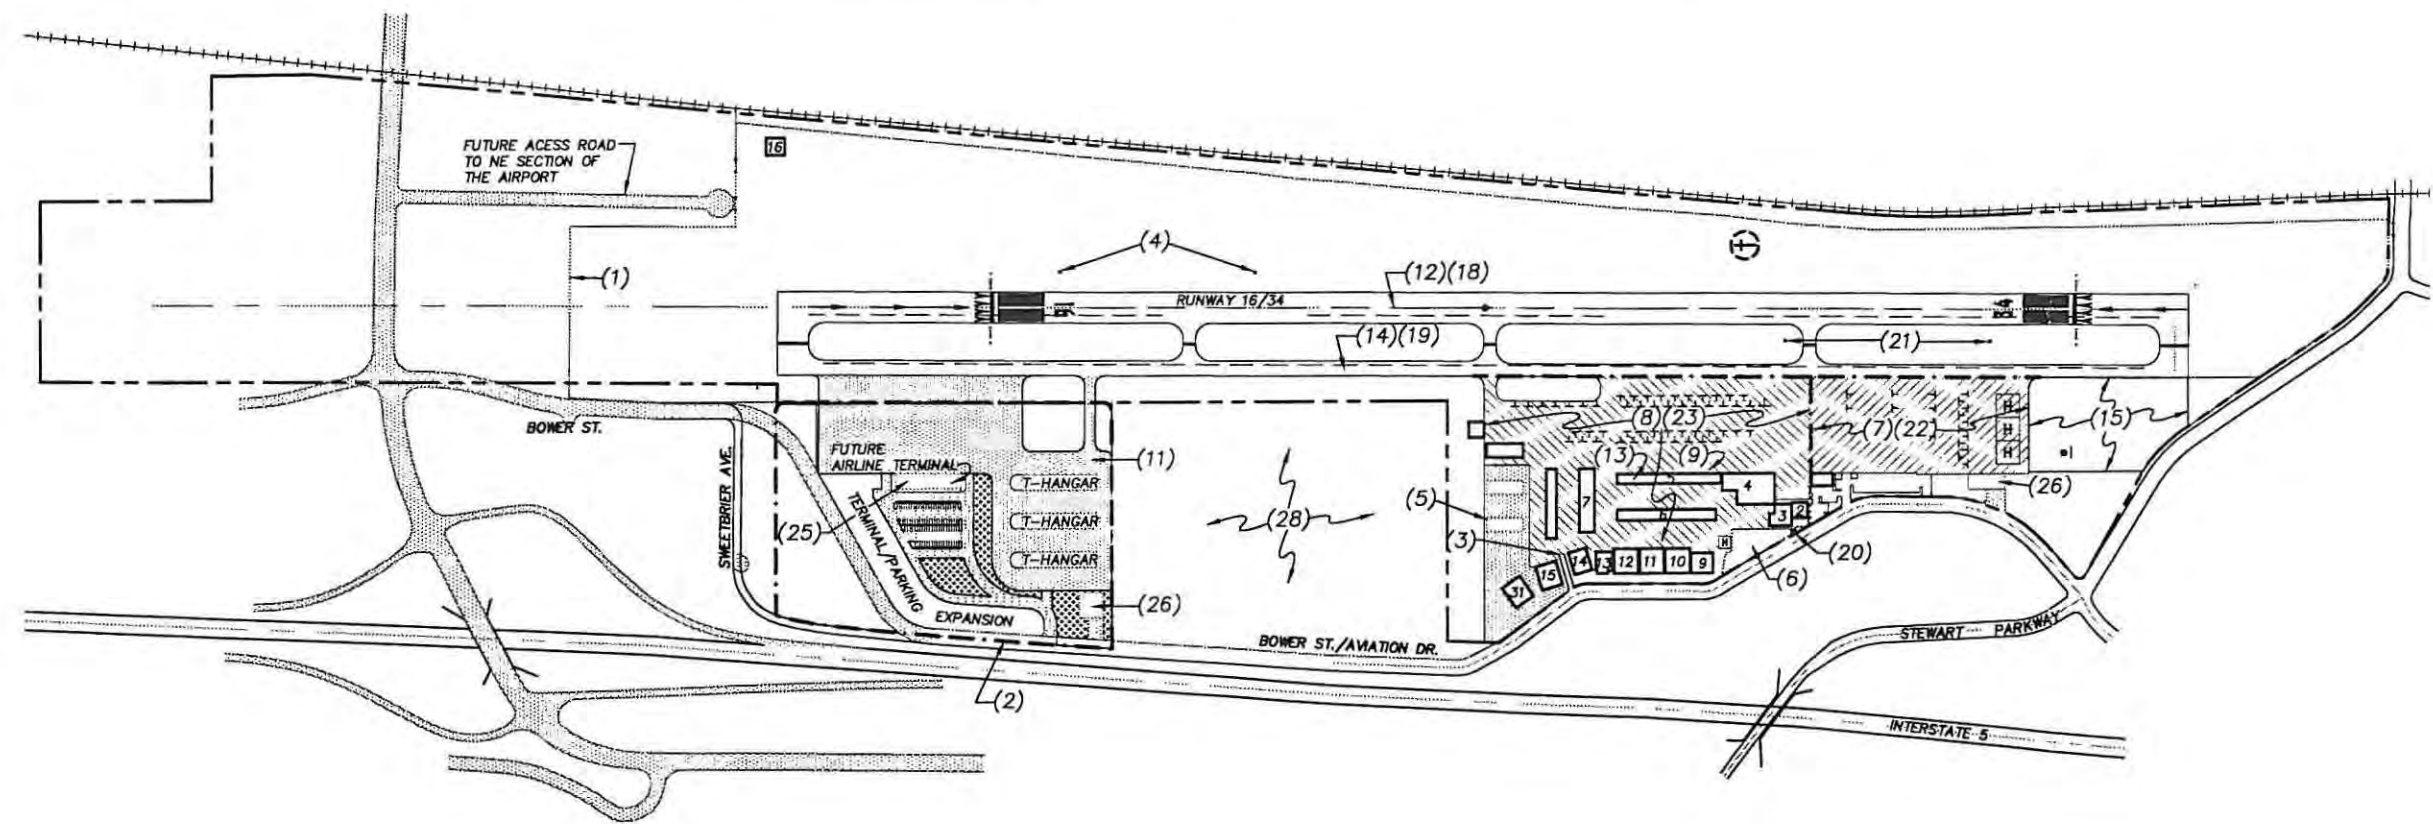 FUTURE ACESS ROAD
TO NE SECTION OF
THE AIRPORT
16
(1)
(4)
(12)(18)
RUNWAY 16/34
(14)(19)
(21)
BOWER ST.
SWEETBRIER AVE.
FUTURE
AIRLINE TERMINAL
(11)
T-HANGAR
T-HANGAR
T-HANGAR
(25)
TERMINAL/PARKING
EXPANSION
(26)
(2)
(28)
(8)(23)
(7)(22)
(15)
H
H
H
(13)
(9)
(5)
7
4
(26)
(3)
3
2
(20)
H
(6)
14
13
12
11
10
9
15
31
BOWER ST./AVIATION DR.
STEWART PARKWAY
INTERSTATE 5